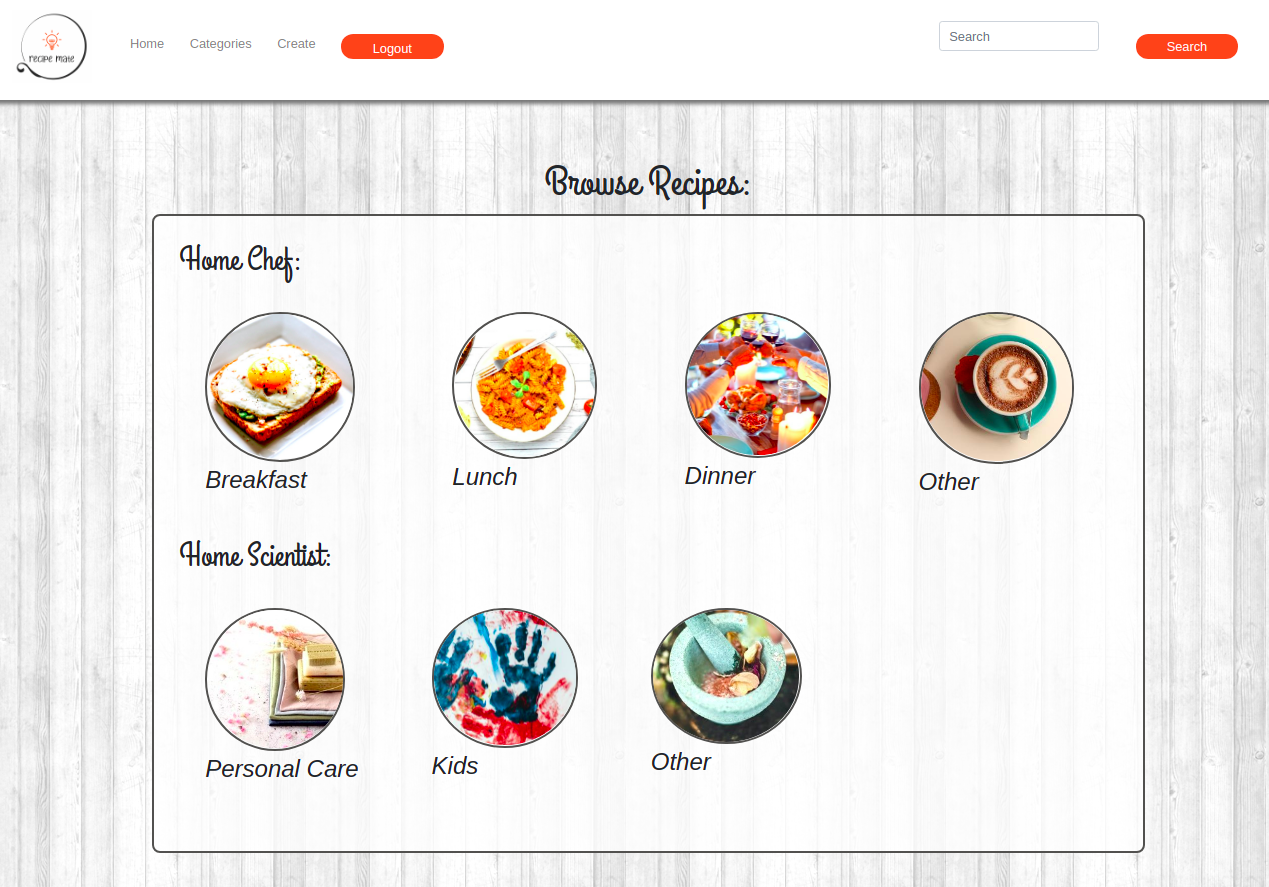 recipe mate
Home
Categories
Create
Logout
Search
Search
Browse Recipes:
Home Chef:
Breakfast
Lunch
Dinner
Other
Home Scientist:
Personal Care
Kids
Other